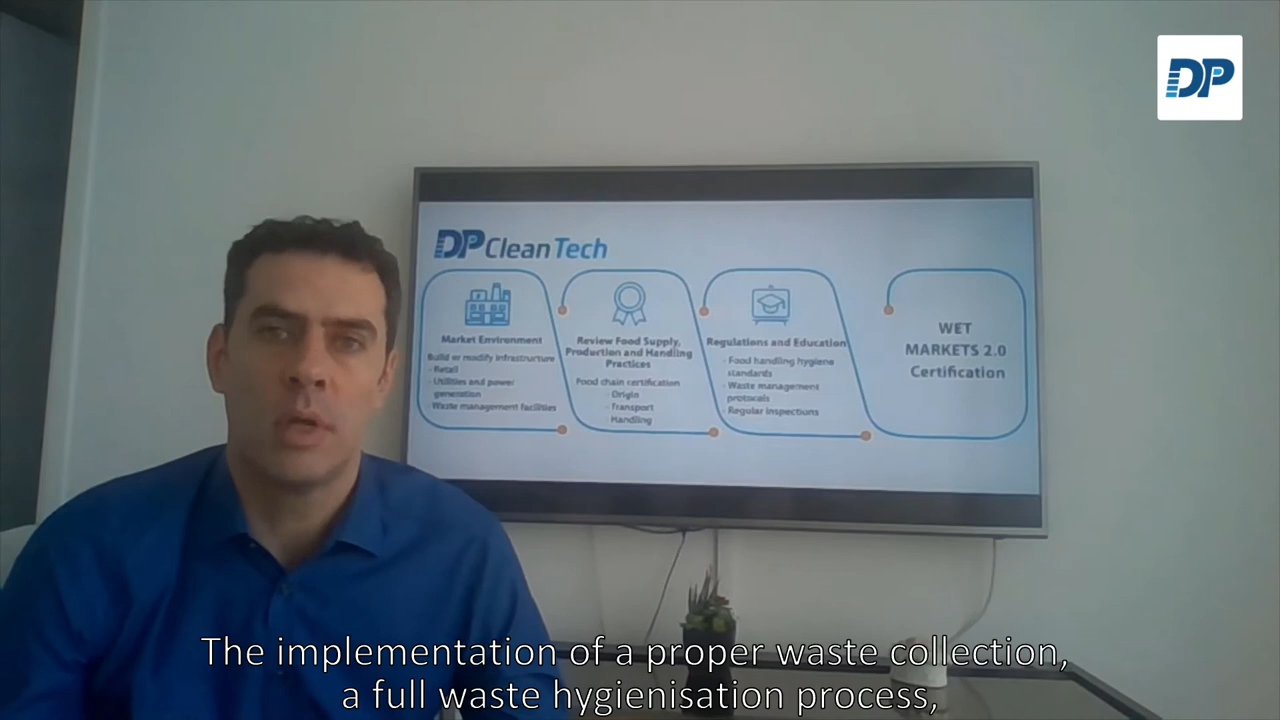 DP
DP CleanTech
Market Environment
Build or modify infrastructure
- Retail
- Utilities and power
generation
- Waste management facilities
Review Food Supply,
Production and Handling
Practices
Food chain certification
- Origin
- Transport
- Handling
Regulations and Education
- Food handling hygiene
standards
- Waste management
protocols
- Regular inspections
WET
MARKETS 2.0
Certification
The implementation of a proper waste collection,
a full waste hygienisation process,